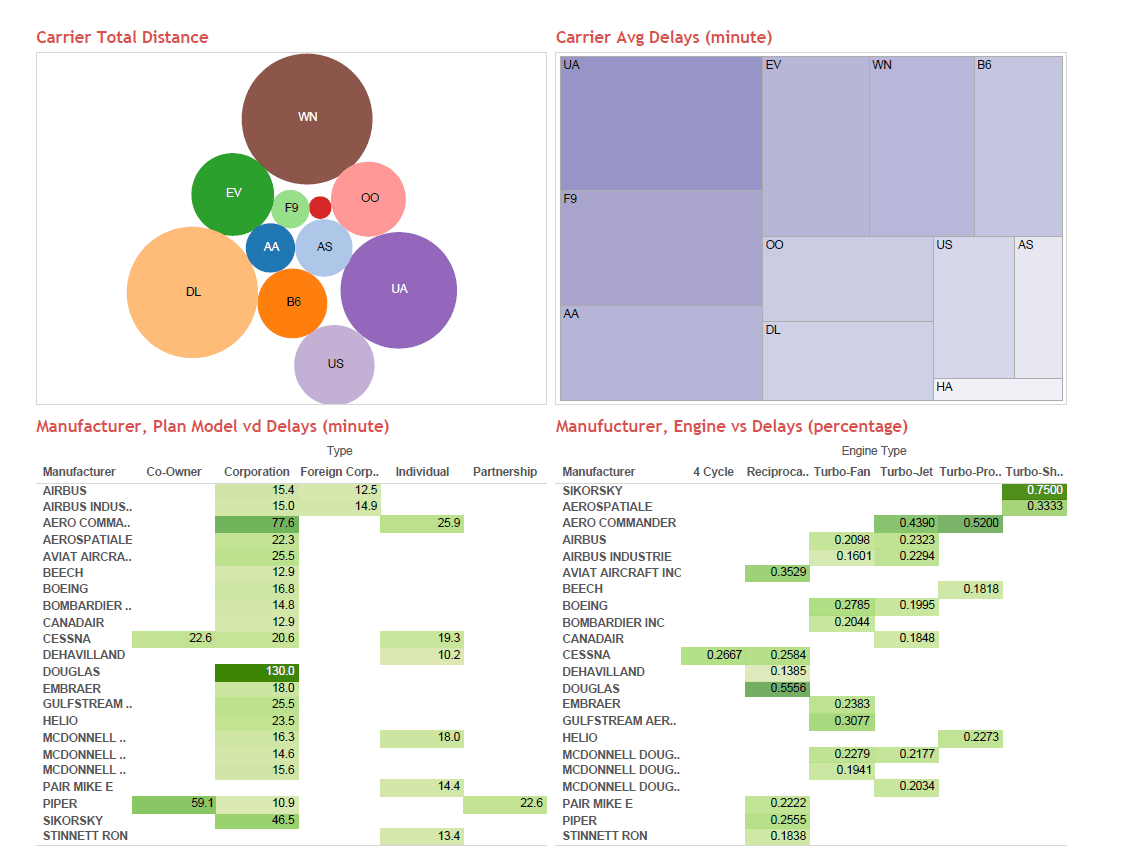 Carrier Total Distance
WN
EV
OO
F9
AA
AS
DL
UA
B6
US
Carrier Avg Delays (minute)
UA
EV
WN
B6
F9
OO
US
AS
AA
DL
HA
Manufacturer, Plan Model vd Delays (minute)
Type
Manufacturer Co-Owner Corporation Foreign Corp.. Individual Partnership
AIRBUS 15.4 12.5
AIRBUS INDUS.. 15.0 14.9
AERO COMMA.. 77.6 25.9
AEROSPATIALE 22.3
AVIAT AIRCRA.. 25.5
BEECH 12.9
BOEING 16.8
BOMBARDIER .. 14.8
CANADAIR 12.9
CESSNA 22.6 20.6 19.3
DEHAVILLAND 10.2
DOUGLAS 130.0
EMBRAER 18.0
GULFSTREAM .. 25.5
HELIO 23.5
MCDONNELL .. 16.3 18.0
MCDONNELL .. 14.6
MCDONNELL .. 15.6
PAIR MIKE E 14.4
PIPER 59.1 10.9 22.6
SIKORSKY 46.5
STINNETT RON 13.4
Manufucturer, Engine vs Delays (percentage)
Engine Type
Manufacturer 4 Cycle Reciproca.. Turbo-Fan Turbo-Jet Turbo-Pro.. Turbo-Sh..
SIKORSKY 0.7500
AEROSPATIALE 0.3333
AERO COMMANDER 0.4390 0.5200
AIRBUS 0.2098 0.2323
AIRBUS INDUSTRIE 0.1601 0.2294
AVIAT AIRCRAFT INC 0.3529
BEECH 0.1818
BOEING 0.2785 0.1995
BOMBARDIER INC 0.2044
CANADAIR 0.1848
CESSNA 0.2667 0.2584
DEHAVILLAND 0.1385
DOUGLAS 0.5556
EMBRAER 0.2383
GULFSTREAM AER.. 0.3077
HELIO 0.2273
MCDONNELL DOUG.. 0.2279 0.2177
MCDONNELL DOUG.. 0.1941
MCDONNELL DOUG.. 0.2034
PAIR MIKE E 0.2222
PIPER 0.2555
STINNETT RON 0.1838